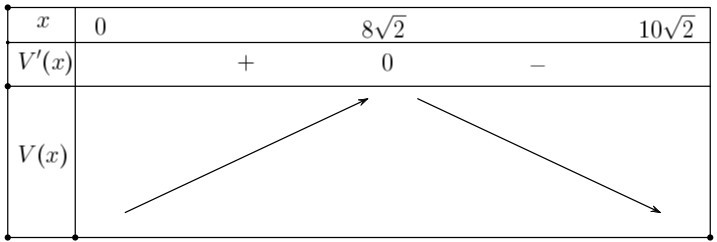 x 0 8√2 10√2
V′(x) + 0 −
V(x)